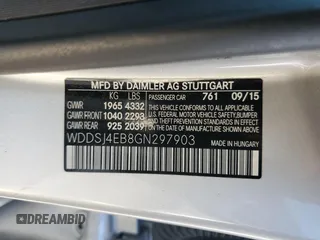 MFD BY DAIMLER AG STUTTGART
PASSENGER CAR 761 09/15
KG LBS
GVWR 1965 4332
GAWR FRONT 1040 2293
GAWR REAR 925 2039
THIS VEHICLE CONFORMS TO ALL APPLICABLE
FEDERAL MOTOR VEHICLE SAFETY, BUMPER,
AND THEFT PREVENTION STANDARDS IN
EFFECT ON THE DATE OF MANUFACTURE
SHOWN ABOVE.
WDDSJ4EB8GN297903
MADE IN HUNGARY
DREAMBID